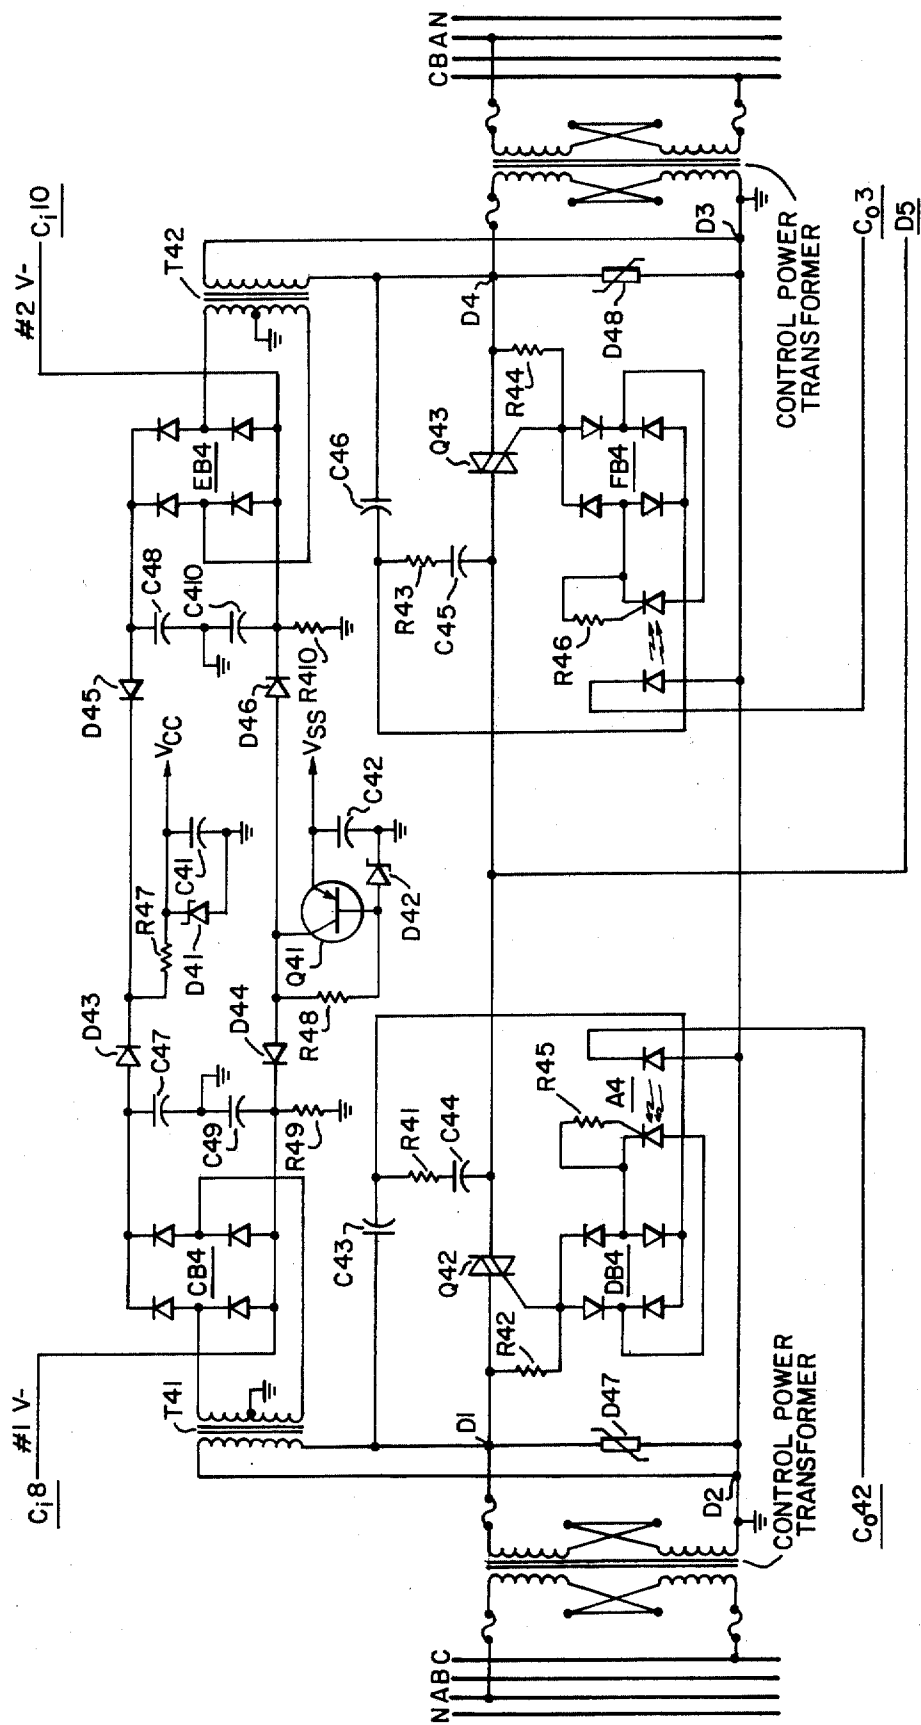 C B A N
CONTROL POWER
TRANSFORMER
#2 V-
Ci10
T42
D3
Co3
D5
D4
D48
EB4
R44
Q43
FB4
C46
C48
C410
R43
C45
R46
D45
D46
R410
VCC
VSS
C42
C41
R47
D41
Q41
D42
D43
D44
R48
C47
C49
R49
R45
A4
R41
C44
C43
CB4
Q42
DB4
R42
#1 V-
Ci8
T41
D1
D47
D2
CONTROL POWER
TRANSFORMER
Co42
N A B C